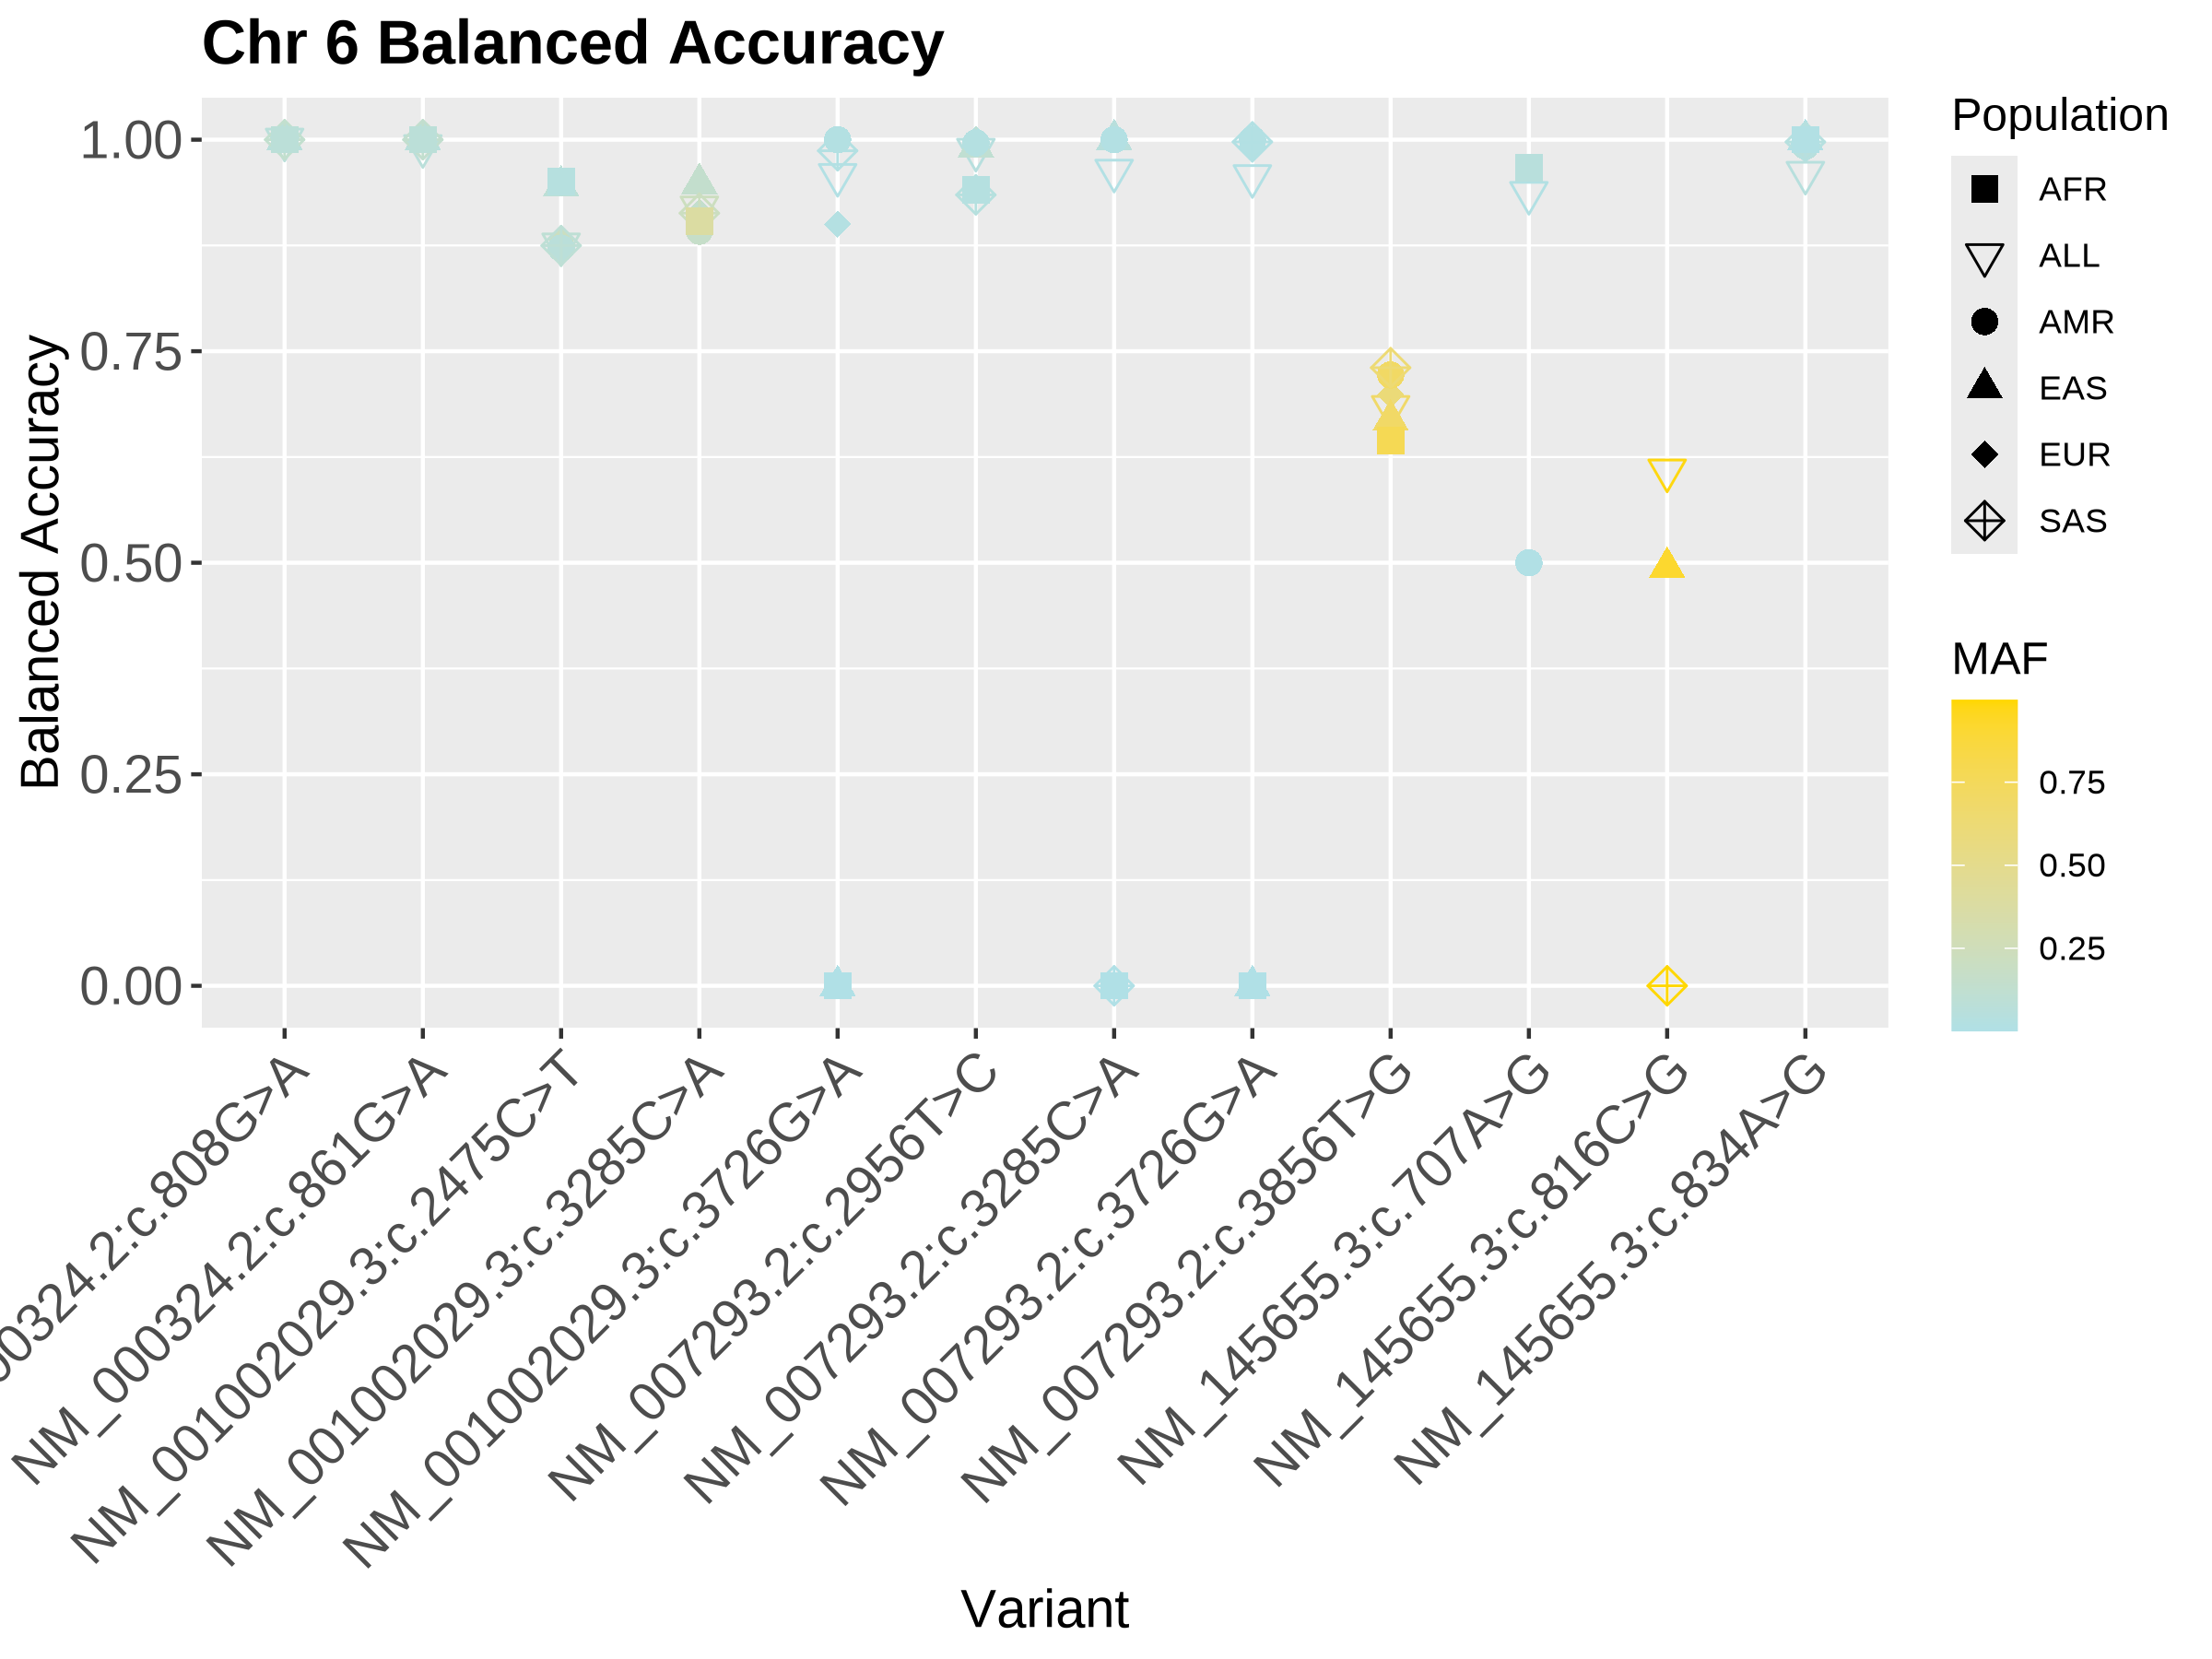 Chr 6 Balanced Accuracy
Balanced Accuracy
1.00
0.75
0.50
0.25
0.00
00324.2:c.808G>A
NM_000324.2:c.861G>A
NM_001002029.3:c.2475C>T
NM_001002029.3:c.3285C>A
NM_001002029.3:c.3726G>A
NM_007293.2:c.2956T>C
NM_007293.2:c.3285C>A
NM_007293.2:c.3726G>A
NM_007293.2:c.3856T>G
NM_145655.3:c.707A>G
NM_145655.3:c.816C>G
NM_145655.3:c.834A>G
Variant
Population
AFR
ALL
AMR
EAS
EUR
SAS
MAF
0.75
0.50
0.25